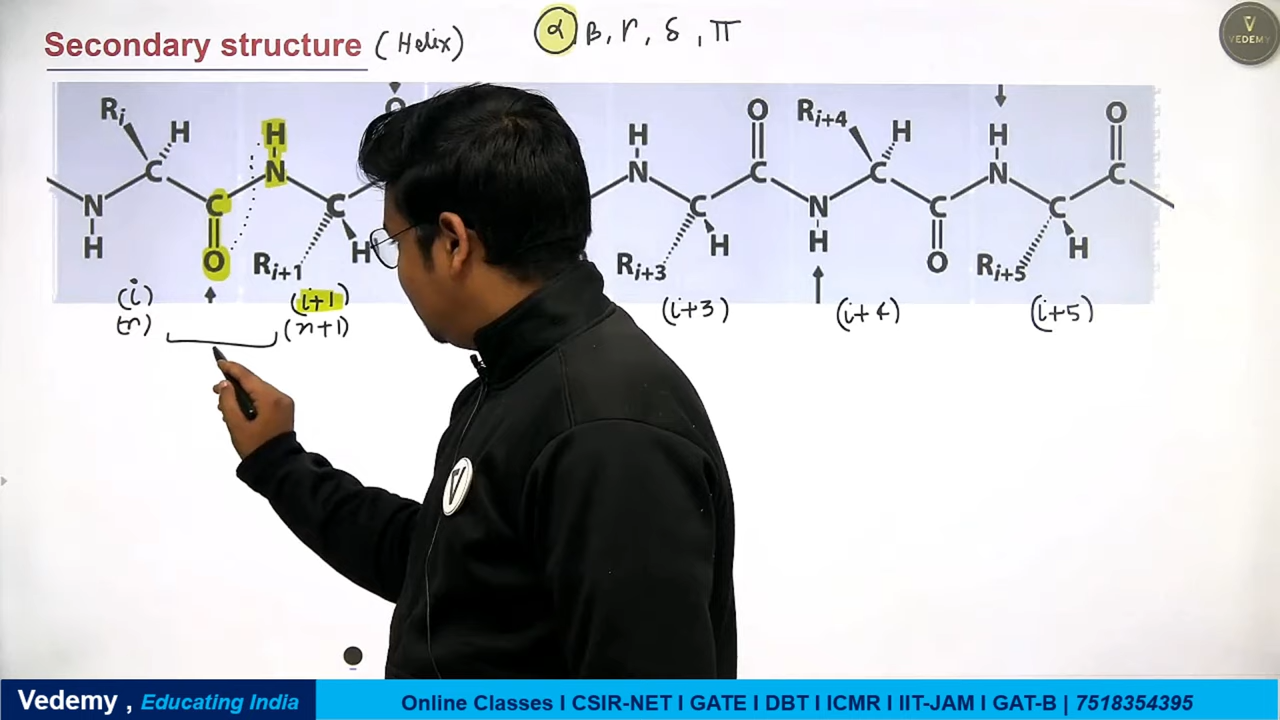 Secondary structure (Helix)
α β, γ, δ, π
VEDEMY
Ri H H O H O Ri+4 H H O
C N N C C N C
N C C C N C C
H O Ri+1 H Ri+3 H H O Ri+5 H
(i) (i+1) (i+3) (i+4) (i+5)
(n) (n+1)
Vedemy , Educating India
Online Classes I CSIR-NET I GATE I DBT I ICMR I IIT-JAM I GAT-B | 7518354395